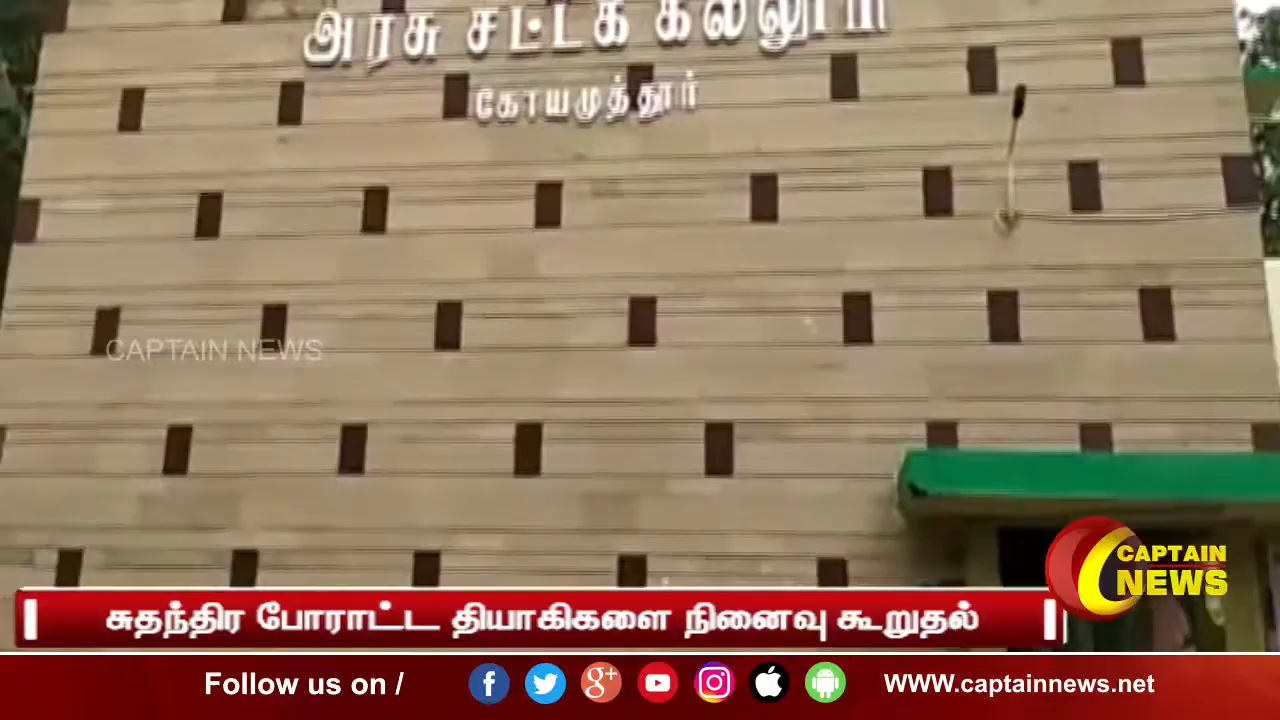 அரசு சட்டக் கல்லூரி
கோயமுத்தூர்
CAPTAIN NEWS
CAPTAIN
NEWS
சுதந்திர போராட்ட தியாகிகளை நினைவு கூறுதல்
Follow us on /
WWW.captainnews.net